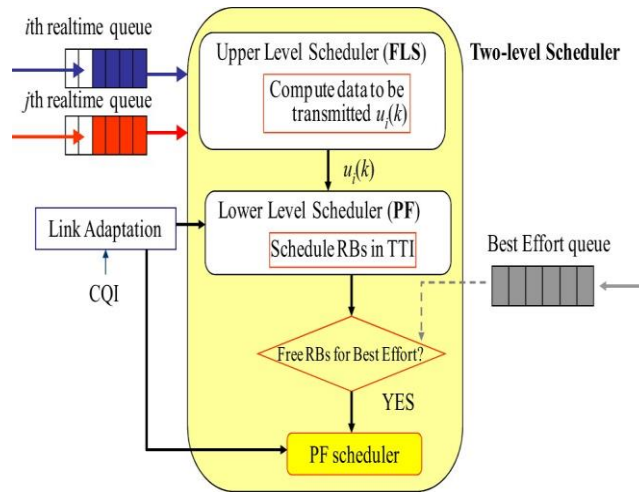 ith realtime queue
Upper Level Scheduler (FLS)
Two-level Scheduler
Compute data to be
transmitted ui(k)
jth realtime queue
ui(k)
Lower Level Scheduler (PF)
Link Adaptation
Schedule RBs in TTI
Best Effort queue
CQI
Free RBs for Best Effort?
YES
PF scheduler